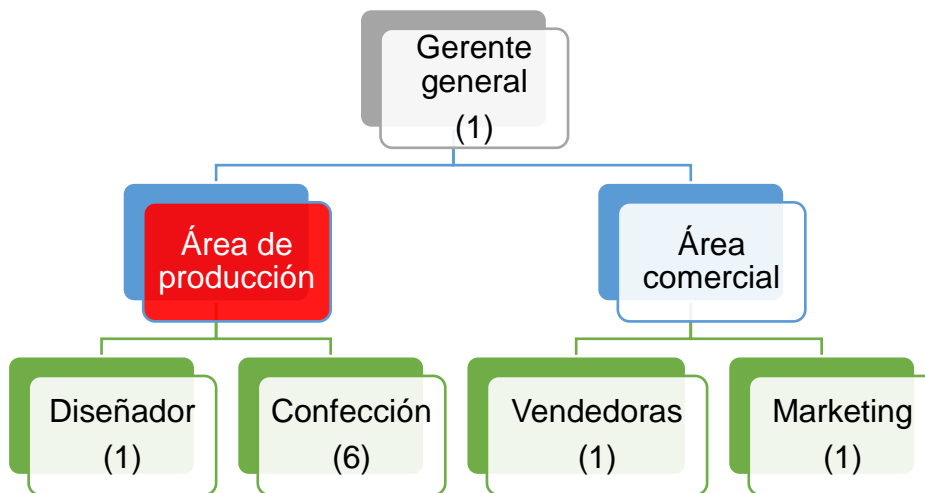 Gerente
general
(1)
Área de
producción
Área
comercial
Diseñador
(1)
Confección
(6)
Vendedoras
(1)
Marketing
(1)